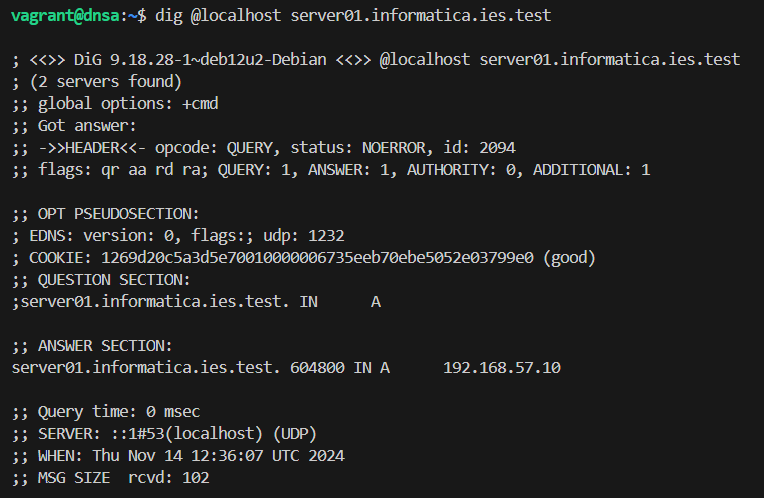 vagrant@dnsa:~$ dig @localhost server01.informatica.ies.test
; <<>> DiG 9.18.28-1~deb12u2-Debian <<>> @localhost server01.informatica.ies.test
; (2 servers found)
;; global options: +cmd
;; Got answer:
;; ->>HEADER<<- opcode: QUERY, status: NOERROR, id: 2094
;; flags: qr aa rd ra; QUERY: 1, ANSWER: 1, AUTHORITY: 0, ADDITIONAL: 1
;; OPT PSEUDOSECTION:
; EDNS: version: 0, flags:; udp: 1232
; COOKIE: 1269d20c5a3d5e70010000006735eeb70ebe5052e03799e0 (good)
;; QUESTION SECTION:
;server01.informatica.ies.test. IN      A
;; ANSWER SECTION:
server01.informatica.ies.test. 604800 IN A      192.168.57.10
;; Query time: 0 msec
;; SERVER: ::1#53(localhost) (UDP)
;; WHEN: Thu Nov 14 12:36:07 UTC 2024
;; MSG SIZE  rcvd: 102